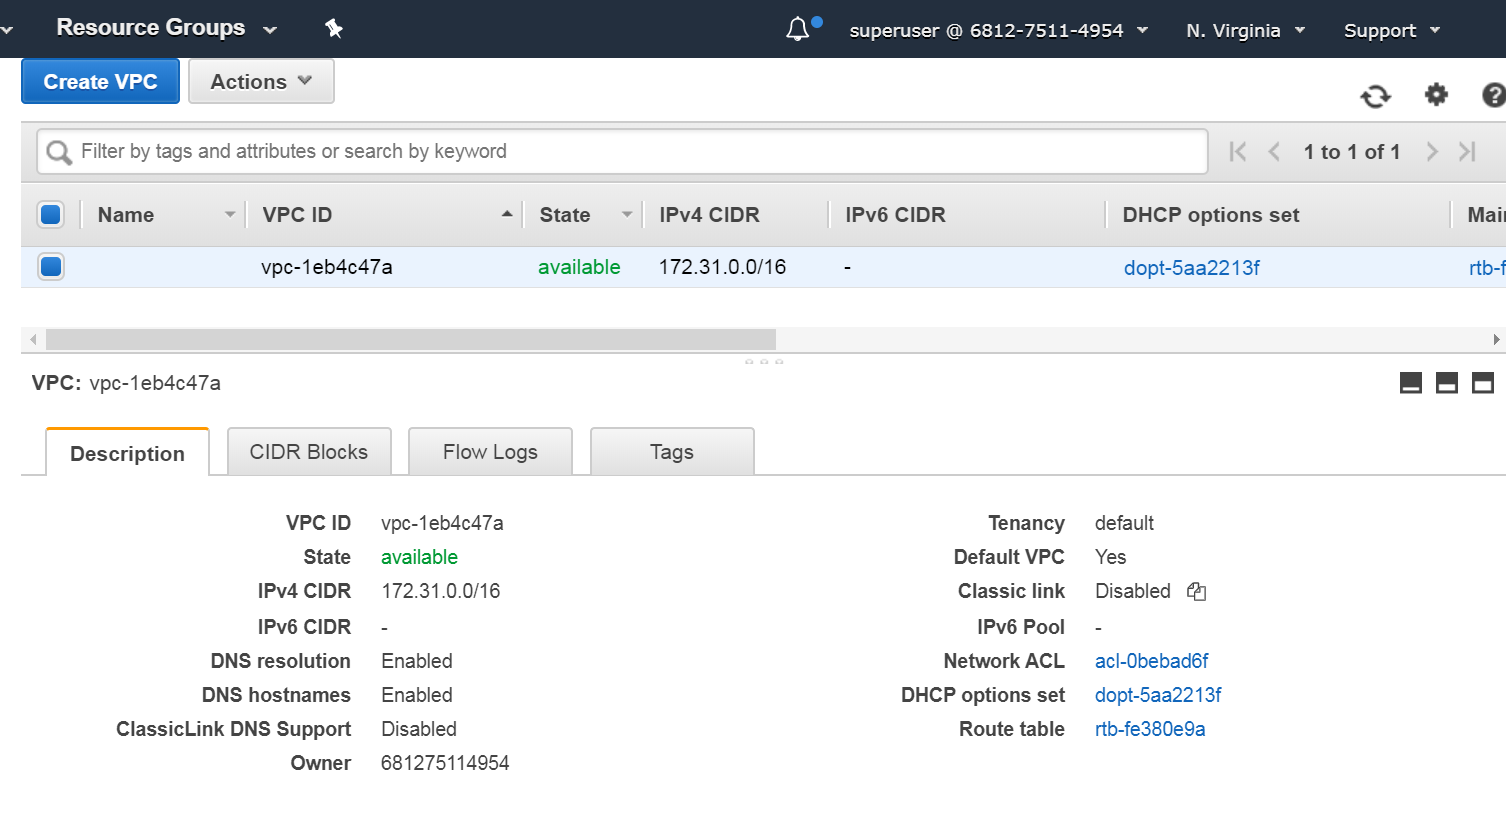 Resource Groups superuser @ 6812-7511-4954 N. Virginia Support
Create VPC Actions
Filter by tags and attributes or search by keyword 1 to 1 of 1
Name VPC ID State IPv4 CIDR IPv6 CIDR DHCP options set Mai
vpc-1eb4c47a available 172.31.0.0/16 - dopt-5aa2213f rtb-f
VPC: vpc-1eb4c47a
Description CIDR Blocks Flow Logs Tags
VPC ID vpc-1eb4c47a Tenancy default
State available Default VPC Yes
IPv4 CIDR 172.31.0.0/16 Classic link Disabled
IPv6 CIDR - IPv6 Pool -
DNS resolution Enabled Network ACL acl-0bebad6f
DNS hostnames Enabled DHCP options set dopt-5aa2213f
ClassicLink DNS Support Disabled Route table rtb-fe380e9a
Owner 681275114954